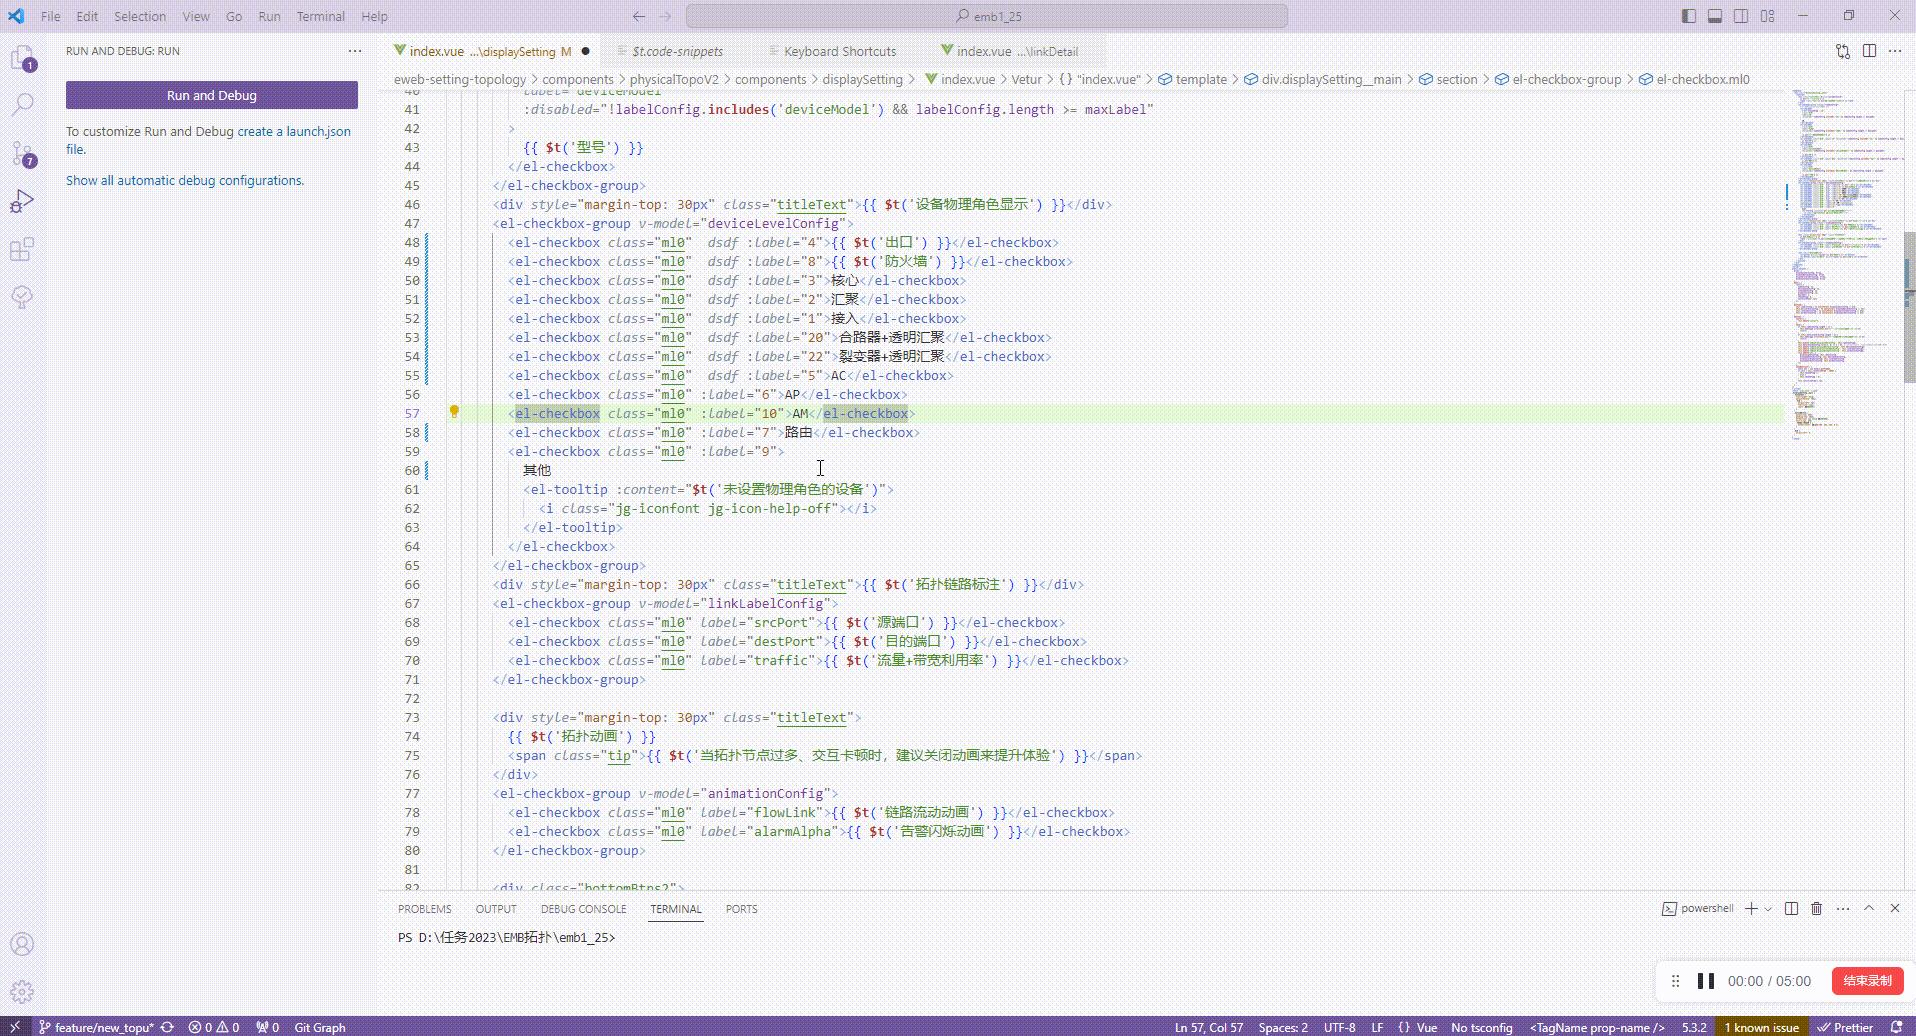 File Edit Selection View Go Run Terminal Help
emb1_25
RUN AND DEBUG: RUN
Run and Debug
To customize Run and Debug create a launch.json
file.
Show all automatic debug configurations.
1
7
index.vue ...\displaySetting M
$t.code-snippets
Keyboard Shortcuts
index.vue ...\linkDetail
eweb-setting-topology > components > physicalTopoV2 > components > displaySetting > index.vue > Vetur > {} "index.vue" > template > div.displaySetting__main > section > el-checkbox-group > el-checkbox.ml0
40 label="deviceModel"
41 :disabled="!labelConfig.includes('deviceModel') && labelConfig.length >= maxLabel"
42 >
43 {{ $t('型号') }}
44 </el-checkbox>
45 </el-checkbox-group>
46 <div style="margin-top: 30px" class="titleText">{{ $t('设备物理角色显示') }}</div>
47 <el-checkbox-group v-model="deviceLevelConfig">
48 <el-checkbox class="ml0"  dsdf :label="4">{{ $t('出口') }}</el-checkbox>
49 <el-checkbox class="ml0"  dsdf :label="8">{{ $t('防火墙') }}</el-checkbox>
50 <el-checkbox class="ml0"  dsdf :label="3">核心</el-checkbox>
51 <el-checkbox class="ml0"  dsdf :label="2">汇聚</el-checkbox>
52 <el-checkbox class="ml0"  dsdf :label="1">接入</el-checkbox>
53 <el-checkbox class="ml0"  dsdf :label="20">合路器+透明汇聚</el-checkbox>
54 <el-checkbox class="ml0"  dsdf :label="22">裂变器+透明汇聚</el-checkbox>
55 <el-checkbox class="ml0"  dsdf :label="5">AC</el-checkbox>
56 <el-checkbox class="ml0" :label="6">AP</el-checkbox>
57 <el-checkbox class="ml0" :label="10">AM</el-checkbox>
58 <el-checkbox class="ml0" :label="7">路由</el-checkbox>
59 <el-checkbox class="ml0" :label="9">
60 其他
61 <el-tooltip :content="$t('未设置物理角色的设备')">
62 <i class="jg-iconfont jg-icon-help-off"></i>
63 </el-tooltip>
64 </el-checkbox>
65 </el-checkbox-group>
66 <div style="margin-top: 30px" class="titleText">{{ $t('拓扑链路标注') }}</div>
67 <el-checkbox-group v-model="linkLabelConfig">
68 <el-checkbox class="ml0" label="srcPort">{{ $t('源端口') }}</el-checkbox>
69 <el-checkbox class="ml0" label="destPort">{{ $t('目的端口') }}</el-checkbox>
70 <el-checkbox class="ml0" label="traffic">{{ $t('流量+带宽利用率') }}</el-checkbox>
71 </el-checkbox-group>
72
73 <div style="margin-top: 30px" class="titleText">
74 {{ $t('拓扑动画') }}
75 <span class="tip">{{ $t('当拓扑节点过多、交互卡顿时，建议关闭动画来提升体验') }}</span>
76 </div>
77 <el-checkbox-group v-model="animationConfig">
78 <el-checkbox class="ml0" label="flowLink">{{ $t('链路流动动画') }}</el-checkbox>
79 <el-checkbox class="ml0" label="alarmAlpha">{{ $t('告警闪烁动画') }}</el-checkbox>
80 </el-checkbox-group>
81
82 <div class="bottomBtns2">
PROBLEMS OUTPUT DEBUG CONSOLE TERMINAL PORTS
powershell
PS D:\任务2023\EMB拓扑\emb1_25>
00:00 / 05:00 结束录制
feature/new_topu* 0 0 0 Git Graph
Ln 57, Col 57 Spaces: 2 UTF-8 LF {} Vue No tsconfig <TagName prop-name /> 5.3.2 1 known issue Prettier